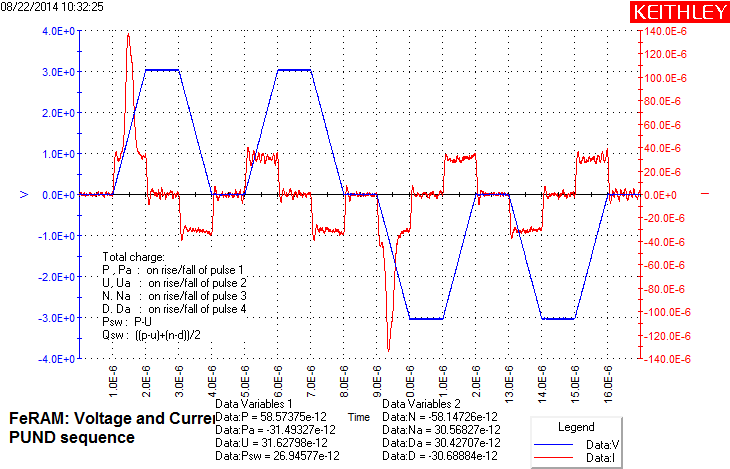 08/22/2014 10:32:25
KEITHLEY
4.0E+0
3.0E+0
2.0E+0
1.0E+0
0.0E+0
-1.0E+0
-2.0E+0
-3.0E+0
-4.0E+0
V
140.0E-6
120.0E-6
100.0E-6
80.0E-6
60.0E-6
40.0E-6
20.0E-6
0.0E+0
-20.0E-6
-40.0E-6
-60.0E-6
-80.0E-6
-100.0E-6
-120.0E-6
-140.0E-6
I
Total charge:
P , Pa : on rise/fall of pulse 1
U, Ua : on rise/fall of pulse 2
N. Na : on rise/fall of pulse 3
D. Da : on rise/fall of pulse 4
Psw : P-U
Qsw : ((p-u)+(n-d))/2
1.0E-6
2.0E-6
3.0E-6
4.0E-6
5.0E-6
6.0E-6
7.0E-6
8.0E-6
9.0E-6
0.0E-6
11.0E-6
2.0E-6
13.0E-6
14.0E-6
15.0E-6
16.0E-6
FeRAM: Voltage and Curre
PUND sequence
Data Variables 1
Data:P = 58.57375e-12
Data:Pa = -31.49327e-12
Data:U = 31.62798e-12
Data:Psw = 26.94577e-12
Time
Data Variables 2
Data:N = -58.14726e-12
Data:Na = 30.56827e-12
Data:Da = 30.42707e-12
Data:D = -30.68884e-12
Legend
Data:V
Data:I